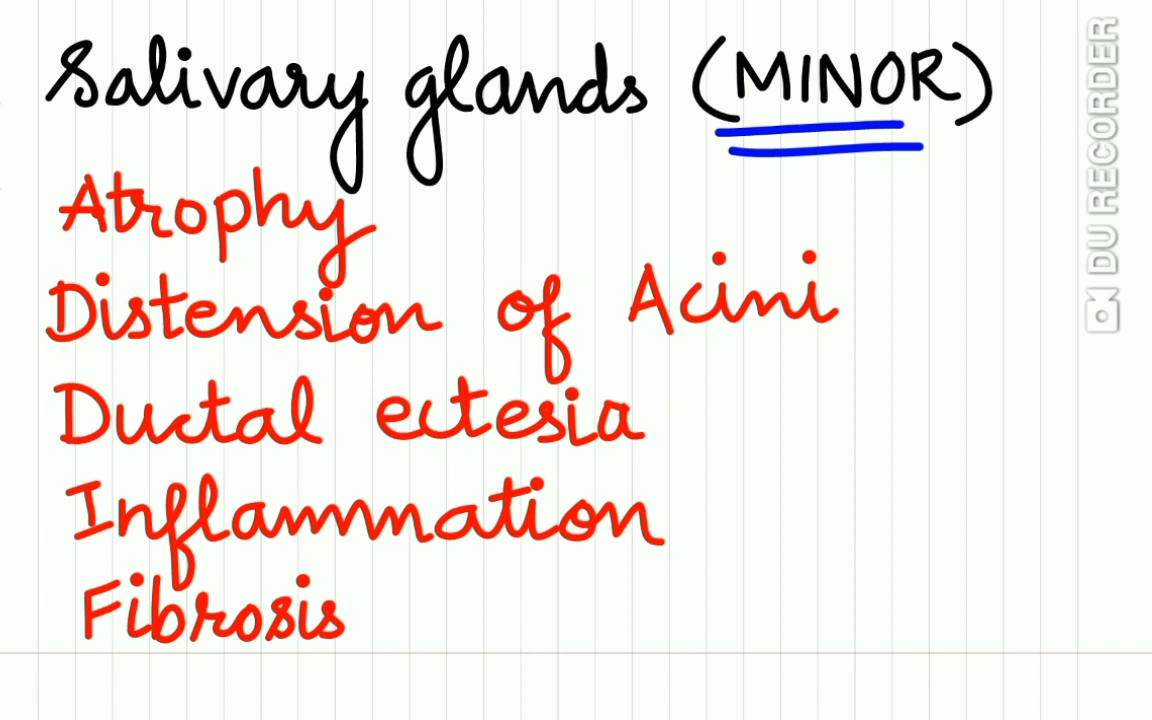 Salivary glands (MINOR)
Atrophy
Distension of Acini
Ductal ectesia
Inflammation
Fibrosis
DU RECORDER